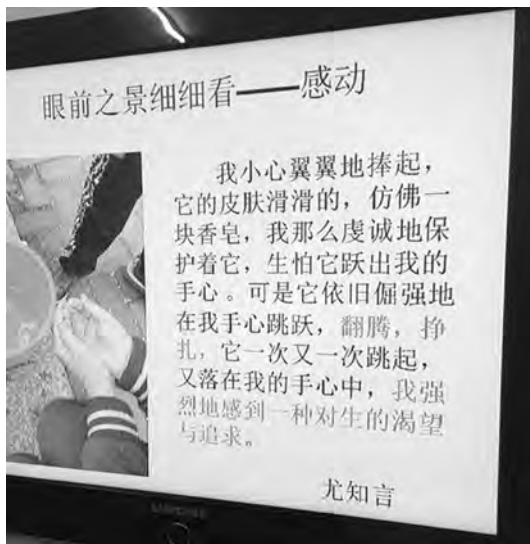 眼前之景细细看——感动
我小心翼翼地捧起，
它的皮肤滑滑的，仿佛一
块香皂，我那么虔诚地保
护着它，生怕它跃出我的
手心。可是它依旧倔强地
在我手心跳跃，翻腾，挣
扎，它一次又一次跳起，
又落在我的手心中，我强
烈地感到一种对生的渴望
与追求。
尤知言
SAMSUNG